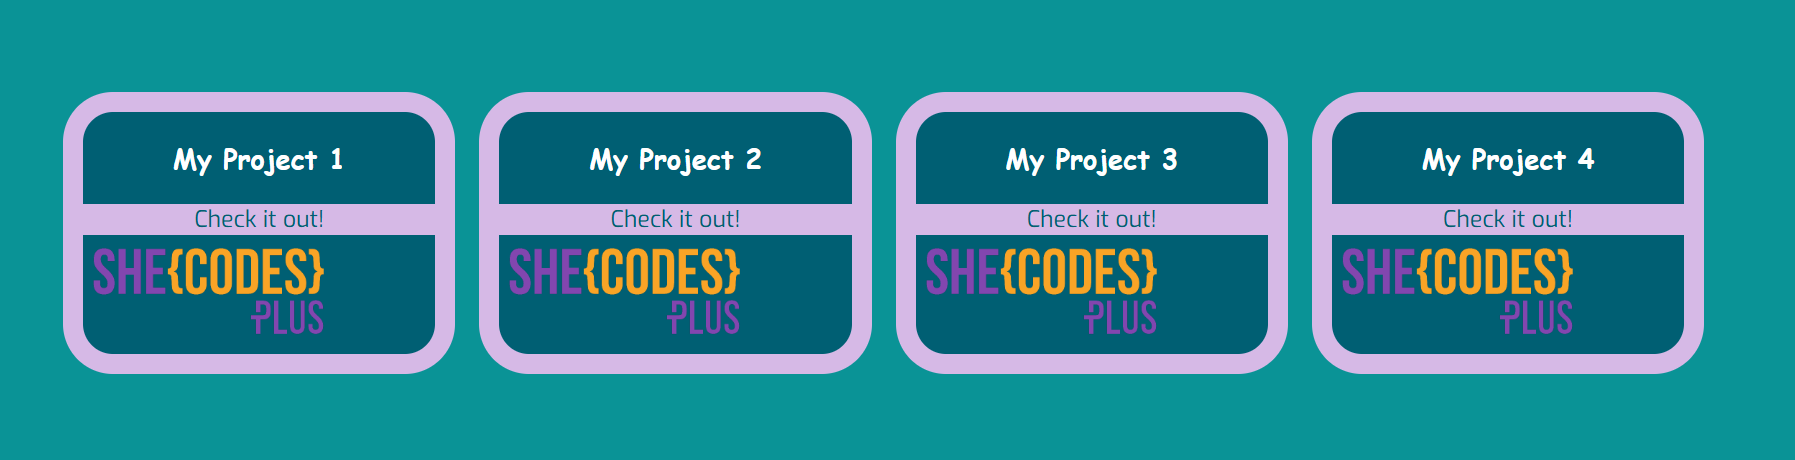 My Project 1
Check it out!
SHE{CODES}
PLUS
My Project 2
Check it out!
SHE{CODES}
PLUS
My Project 3
Check it out!
SHE{CODES}
PLUS
My Project 4
Check it out!
SHE{CODES}
PLUS